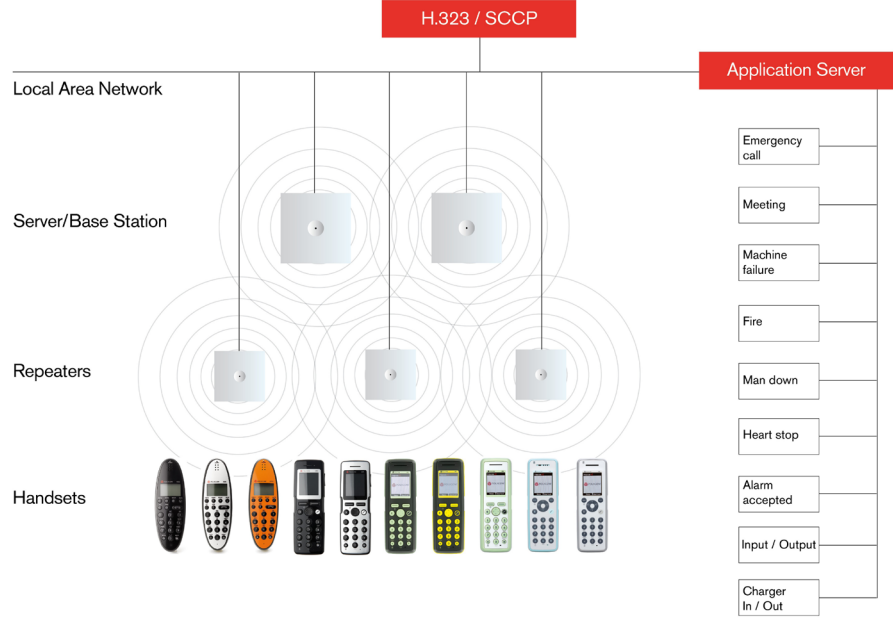 H.323 / SCCP
Application Server
Local Area Network
Emergency
call
Server/Base Station
Meeting
Machine
failure
Fire
Repeaters
Man down
Heart stop
Handsets
Alarm
accepted
Input / Output
Charger
In / Out